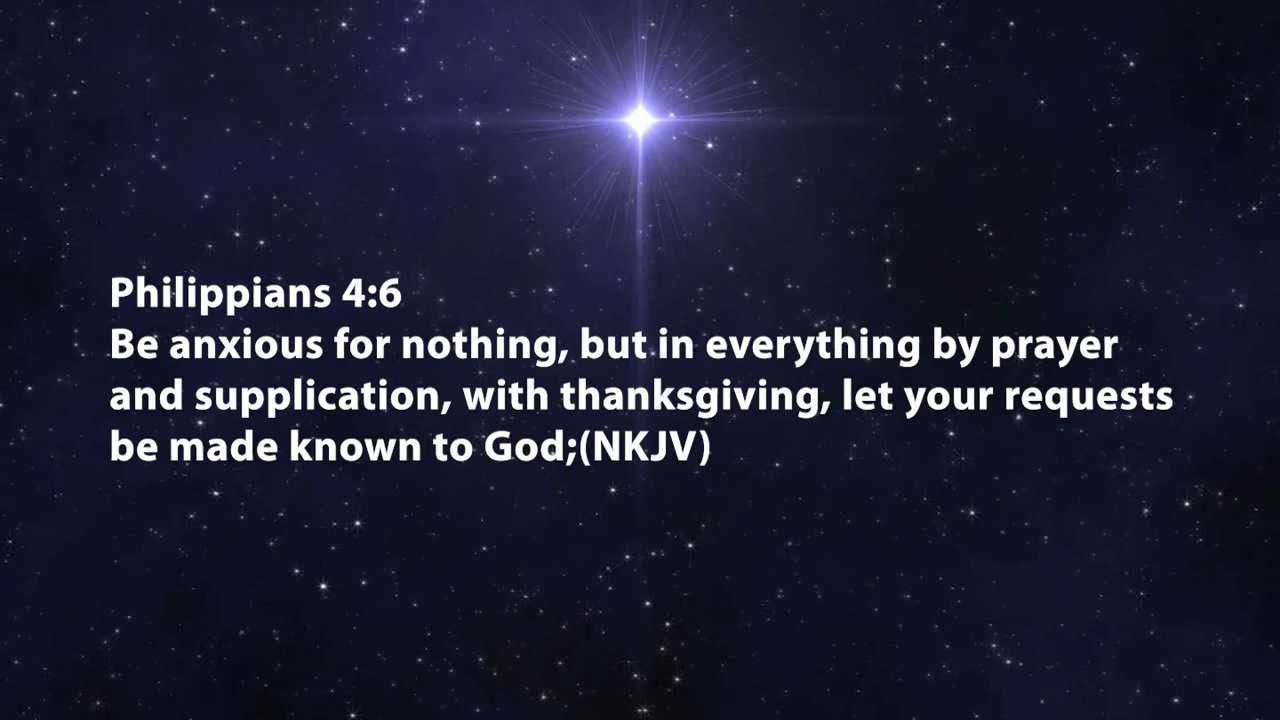 Philippians 4:6
Be anxious for nothing, but in everything by prayer
and supplication, with thanksgiving, let your requests
be made known to God;(NKJV)